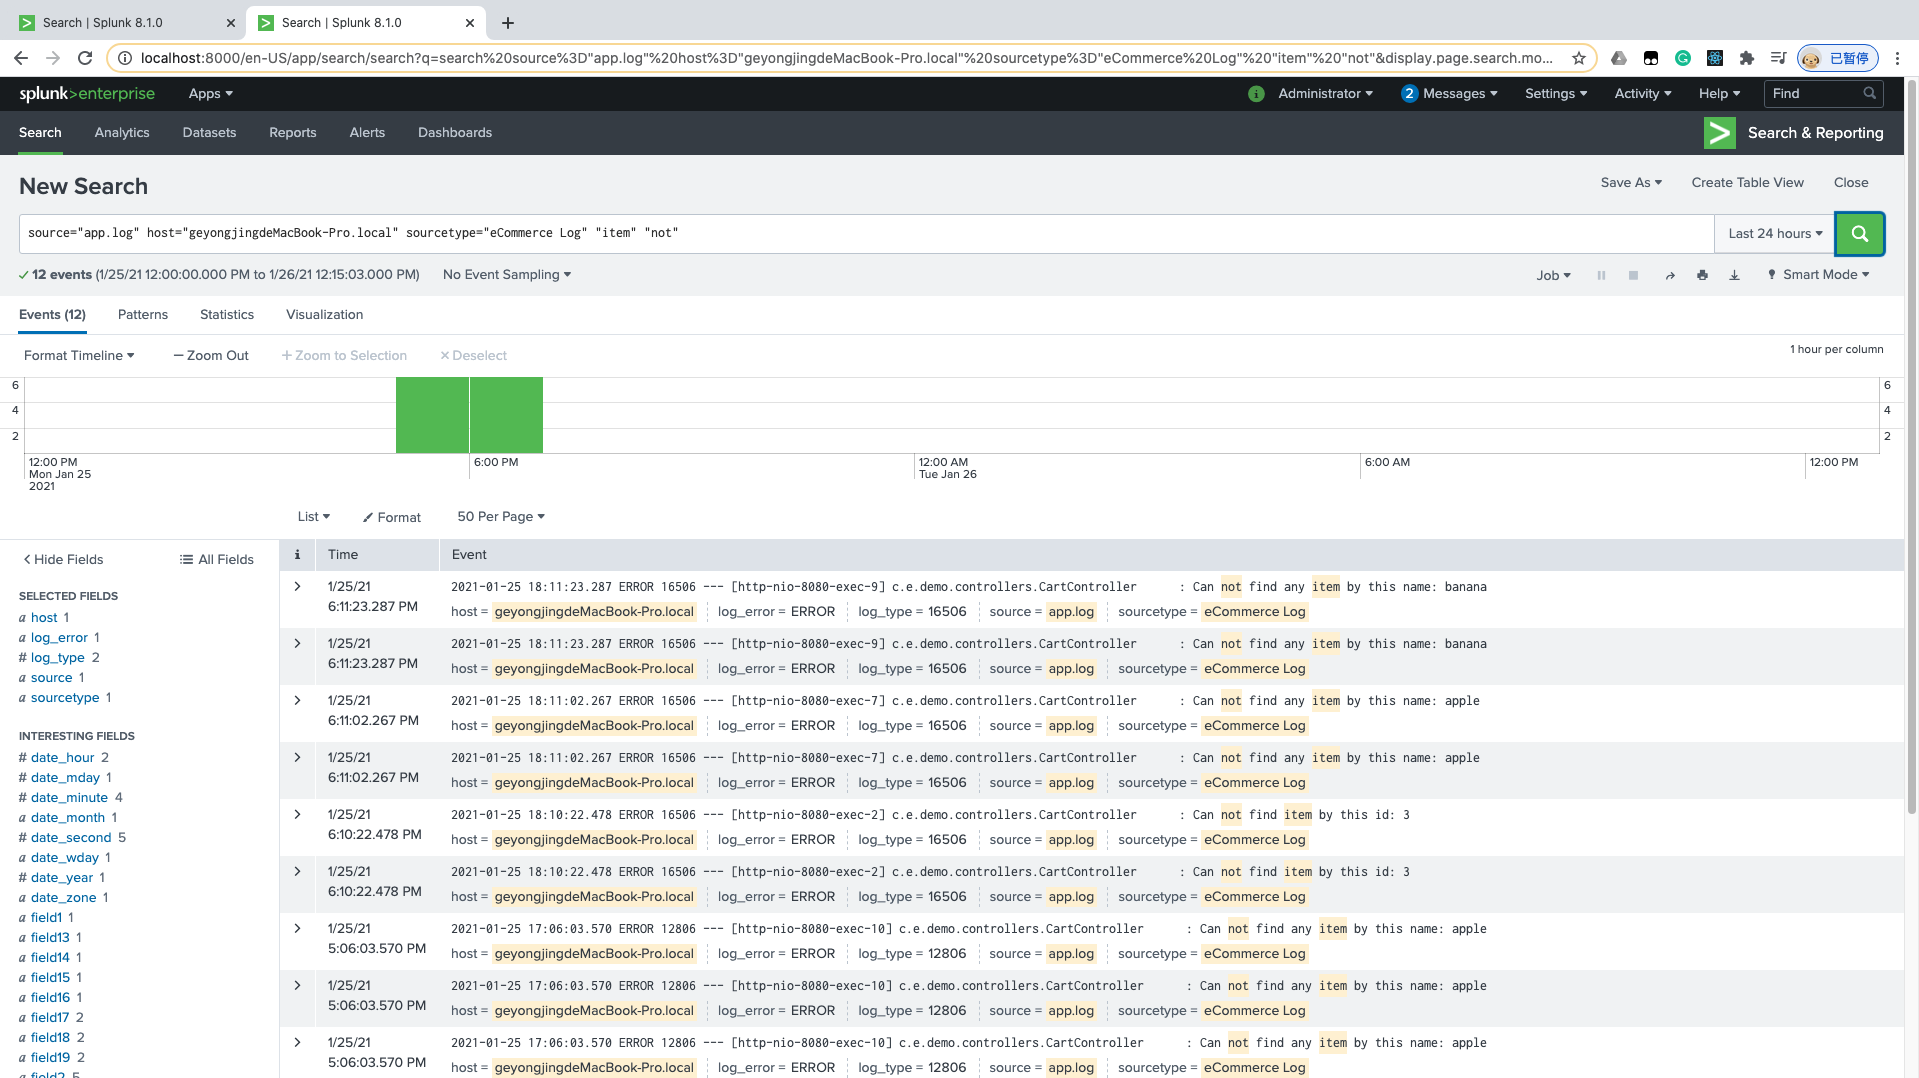 Search | Splunk 8.1.0
Search | Splunk 8.1.0
localhost:8000/en-US/app/search/search?q=search%20source%3D"app.log"%20host%3D"geyongjingdeMacBook-Pro.local"%20sourcetype%3D"eCommerce%20Log"%20"item"%20"not"&display.page.search.mo...
已暂停
splunk>enterprise Apps
i Administrator 2 Messages Settings Activity Help Find
Search Analytics Datasets Reports Alerts Dashboards
Search & Reporting
New Search
Save As Create Table View Close
source="app.log" host="geyongjingdeMacBook-Pro.local" sourcetype="eCommerce Log" "item" "not"
Last 24 hours
12 events (1/25/21 12:00:00.000 PM to 1/26/21 12:15:03.000 PM) No Event Sampling
Job Smart Mode
Events (12) Patterns Statistics Visualization
Format Timeline — Zoom Out + Zoom to Selection × Deselect
1 hour per column
6 6
4 4
2 2
12:00 PM 6:00 PM 12:00 AM 6:00 AM 12:00 PM
Mon Jan 25 Tue Jan 26
2021
List Format 50 Per Page
< Hide Fields All Fields
SELECTED FIELDS
a host 1
a log_error 1
# log_type 2
a source 1
a sourcetype 1
INTERESTING FIELDS
# date_hour 2
# date_mday 1
# date_minute 4
a date_month 1
# date_second 5
a date_wday 1
# date_year 1
a date_zone 1
a field1 1
a field13 1
a field14 1
a field15 1
a field16 1
a field17 2
a field18 2
a field19 2
a field2 5
i Time Event
1/25/21
6:11:23.287 PM
2021-01-25 18:11:23.287 ERROR 16506 --- [http-nio-8080-exec-9] c.e.demo.controllers.CartController : Can not find any item by this name: banana
host = geyongjingdeMacBook-Pro.local log_error = ERROR log_type = 16506 source = app.log sourcetype = eCommerce Log
1/25/21
6:11:23.287 PM
2021-01-25 18:11:23.287 ERROR 16506 --- [http-nio-8080-exec-9] c.e.demo.controllers.CartController : Can not find any item by this name: banana
host = geyongjingdeMacBook-Pro.local log_error = ERROR log_type = 16506 source = app.log sourcetype = eCommerce Log
1/25/21
6:11:02.267 PM
2021-01-25 18:11:02.267 ERROR 16506 --- [http-nio-8080-exec-7] c.e.demo.controllers.CartController : Can not find any item by this name: apple
host = geyongjingdeMacBook-Pro.local log_error = ERROR log_type = 16506 source = app.log sourcetype = eCommerce Log
1/25/21
6:11:02.267 PM
2021-01-25 18:11:02.267 ERROR 16506 --- [http-nio-8080-exec-7] c.e.demo.controllers.CartController : Can not find any item by this name: apple
host = geyongjingdeMacBook-Pro.local log_error = ERROR log_type = 16506 source = app.log sourcetype = eCommerce Log
1/25/21
6:10:22.478 PM
2021-01-25 18:10:22.478 ERROR 16506 --- [http-nio-8080-exec-2] c.e.demo.controllers.CartController : Can not find item by this id: 3
host = geyongjingdeMacBook-Pro.local log_error = ERROR log_type = 16506 source = app.log sourcetype = eCommerce Log
1/25/21
6:10:22.478 PM
2021-01-25 18:10:22.478 ERROR 16506 --- [http-nio-8080-exec-2] c.e.demo.controllers.CartController : Can not find item by this id: 3
host = geyongjingdeMacBook-Pro.local log_error = ERROR log_type = 16506 source = app.log sourcetype = eCommerce Log
1/25/21
5:06:03.570 PM
2021-01-25 17:06:03.570 ERROR 12806 --- [http-nio-8080-exec-10] c.e.demo.controllers.CartController : Can not find any item by this name: apple
host = geyongjingdeMacBook-Pro.local log_error = ERROR log_type = 12806 source = app.log sourcetype = eCommerce Log
1/25/21
5:06:03.570 PM
2021-01-25 17:06:03.570 ERROR 12806 --- [http-nio-8080-exec-10] c.e.demo.controllers.CartController : Can not find any item by this name: apple
host = geyongjingdeMacBook-Pro.local log_error = ERROR log_type = 12806 source = app.log sourcetype = eCommerce Log
1/25/21
5:06:03.570 PM
2021-01-25 17:06:03.570 ERROR 12806 --- [http-nio-8080-exec-10] c.e.demo.controllers.CartController : Can not find any item by this name: apple
host = geyongjingdeMacBook-Pro.local log_error = ERROR log_type = 12806 source = app.log sourcetype = eCommerce Log